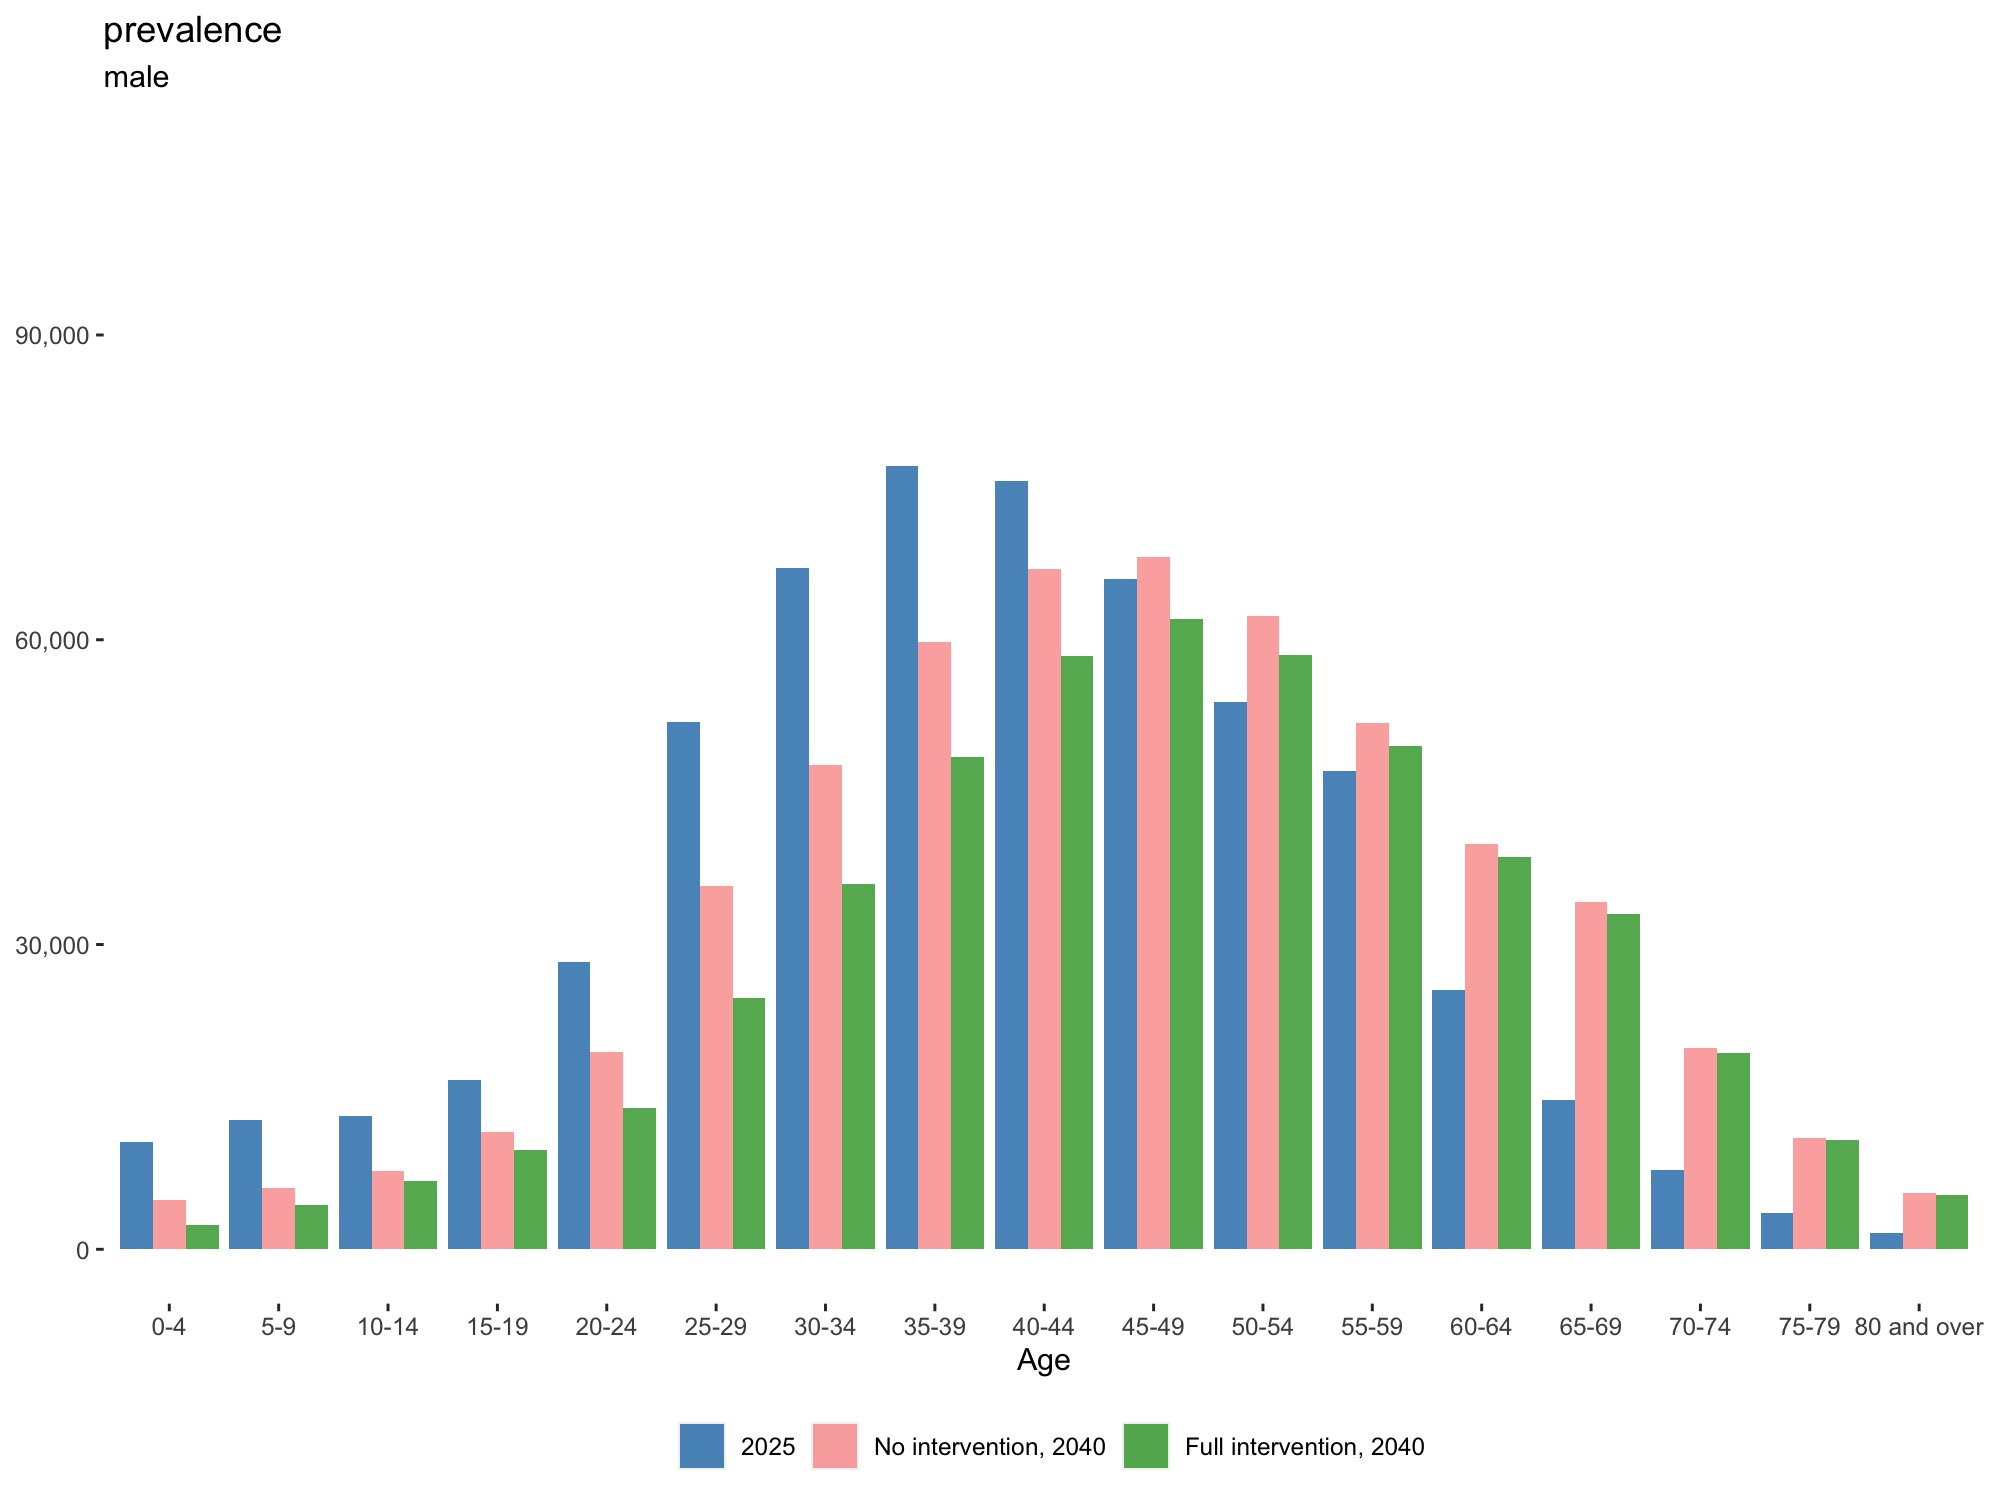 prevalence
male
90,000
60,000
30,000
0
0-4 5-9 10-14 15-19 20-24 25-29 30-34 35-39 40-44 45-49 50-54 55-59 60-64 65-69 70-74 75-79 80 and over
Age
2025 No intervention, 2040 Full intervention, 2040